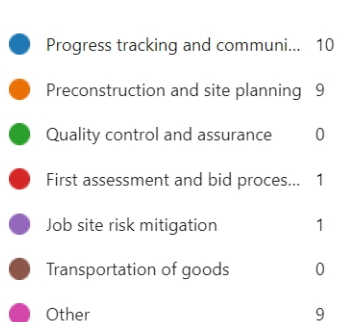 Progress tracking and communi... 10
Preconstruction and site planning 9
Quality control and assurance 0
First assessment and bid proces... 1
Job site risk mitigation 1
Transportation of goods 0
Other 9